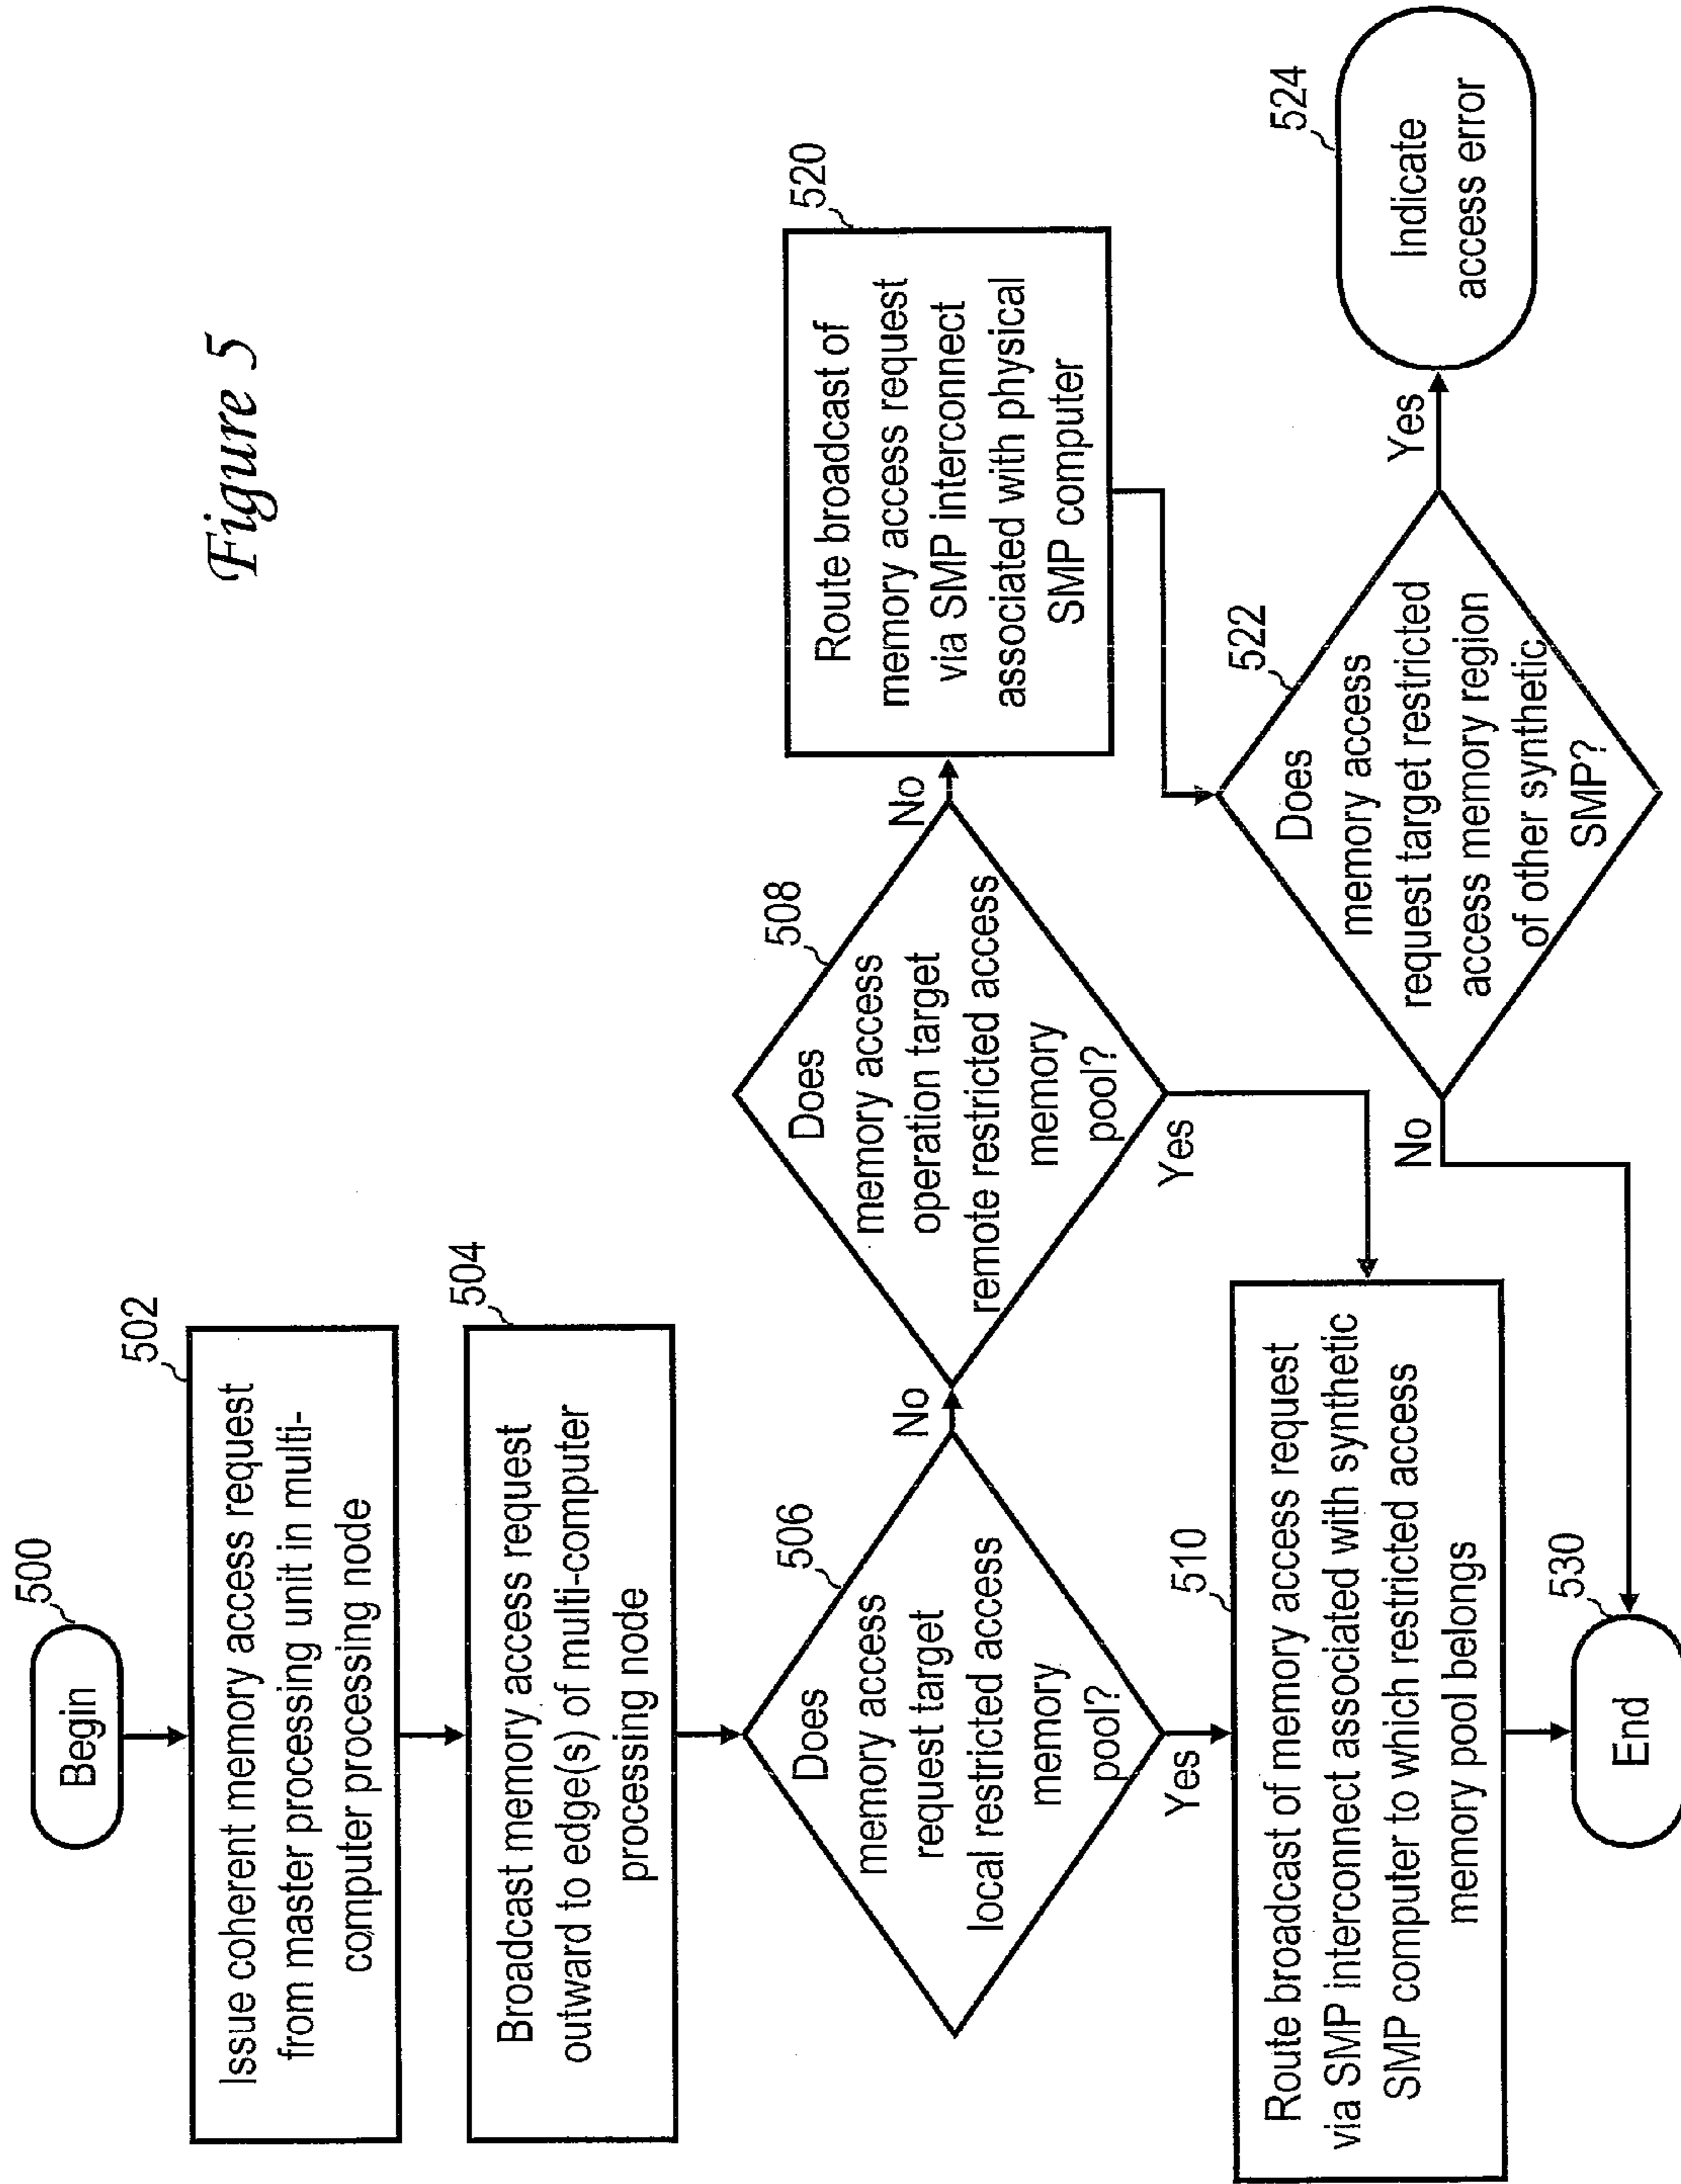 Figure 5
500
Begin
502
Issue coherent memory access request
from master processing unit in multi-
computer processing node
504
Broadcast memory access request
outward to edge(s) of multi-computer
processing node
506
Does
memory access
request target
local restricted access
memory
pool?
No
Yes
508
Does
memory access
operation target
remote restricted access
memory
pool?
No
Yes
520
Route broadcast of
memory access request
via SMP interconnect
associated with physical
SMP computer
510
Route broadcast of memory access request
via SMP interconnect associated with synthetic
SMP computer to which restricted access
memory pool belongs
522
Does
memory access
request target restricted
access memory region
of other synthetic
SMP?
Yes
No
524
Indicate
access error
530
End